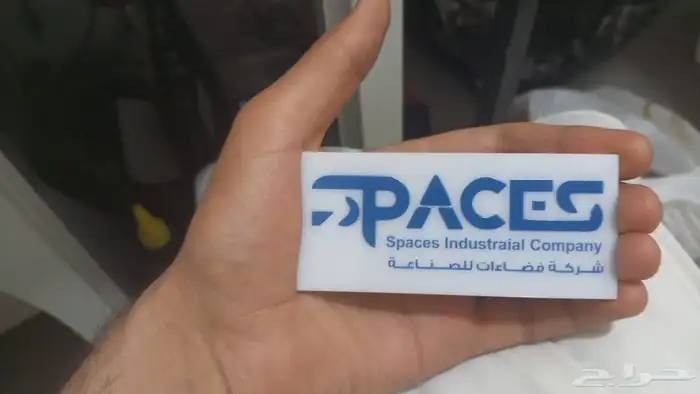 SPACES
Spaces Industraial Company
شركة فضاءات للصناعة
حراج